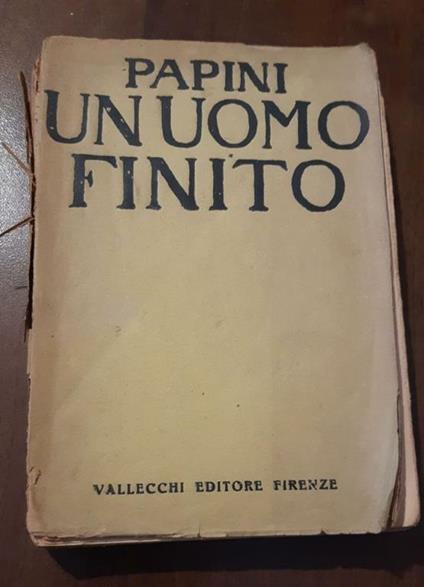 PAPINI
UN UOMO
FINITO
VALLECCHI EDITORE FIRENZE